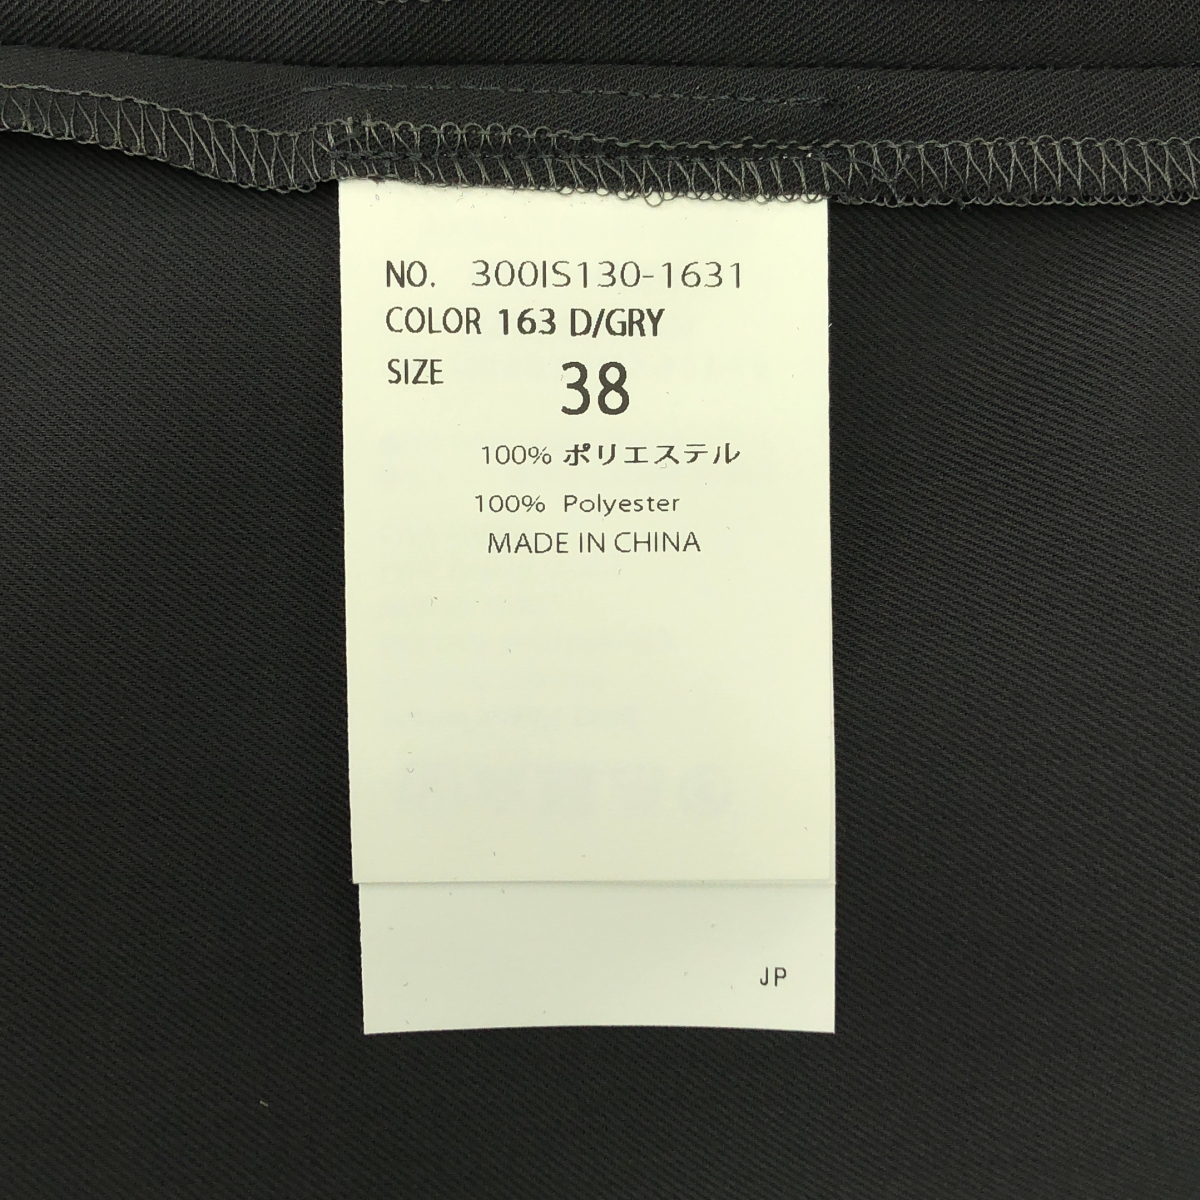 NO. 300IS130-1631
COLOR 163 D/GRY
SIZE 38
100% ポリエステル
100% Polyester
MADE IN CHINA
JP